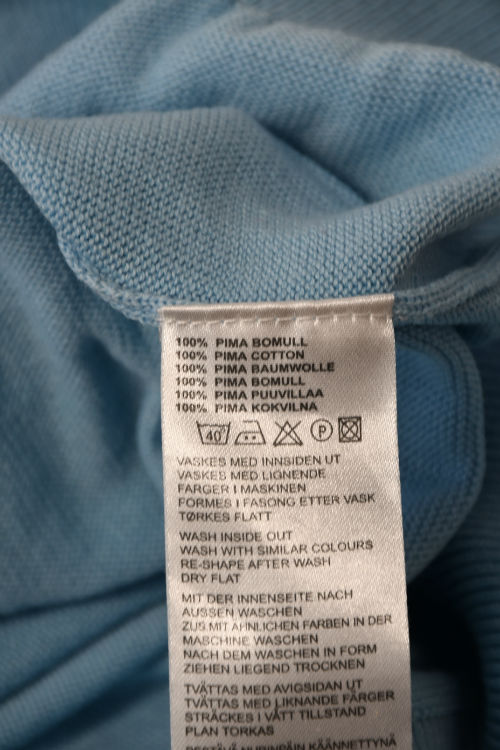 100% PIMA BOMULL
100% PIMA COTTON
100% PIMA BAUMWOLLE
100% PIMA BOMULL
100% PIMA PUUVILLAA
100% PIMA KOKVILNA
40 P
VASKES MED INNSIDEN UT
VASKES MED LIGNENDE
FARGER I MASKINEN
FORMES I FASONG ETTER VASK
TØRKES FLATT
WASH INSIDE OUT
WASH WITH SIMILAR COLOURS
RE-SHAPE AFTER WASH
DRY FLAT
MIT DER INNENSEITE NACH
AUSSEN WASCHEN
ZUS MIT ÄHNLICHEN FARBEN IN DER
MASCHINE WASCHEN
NACH DEM WASCHEN IN FORM
ZIEHEN LIEGEND TROCKNEN
TVÄTTAS MED AVIGSIDAN UT
TVÄTTAS MED LIKNANDE FÄRGER
STRÄCKES I VÅTT TILLSTAND
PLAN TORKAS
PESTÄVÄ NURINPÄIN KÄÄNNETTYNÄ